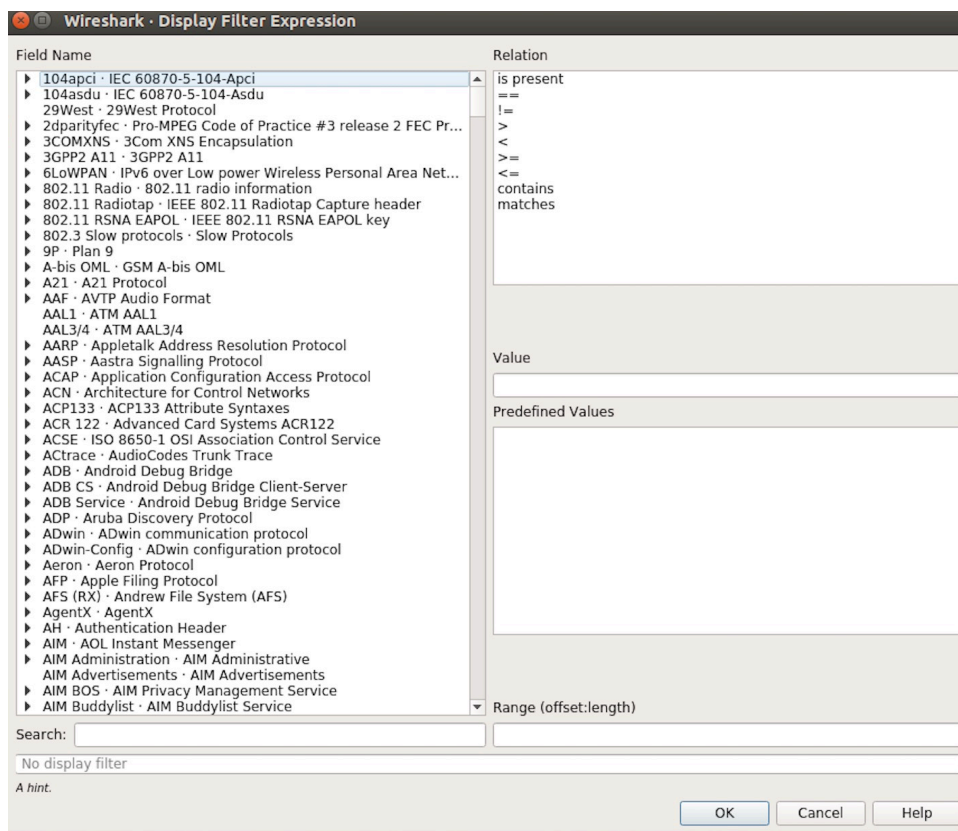 Wireshark · Display Filter Expression
Field Name
104apci · IEC 60870-5-104-Apci
104asdu · IEC 60870-5-104-Asdu
29West · 29West Protocol
2dparityfec · Pro-MPEG Code of Practice #3 release 2 FEC Pr...
3COMXNS · 3Com XNS Encapsulation
3GPP2 A11 · 3GPP2 A11
6LoWPAN · IPv6 over Low power Wireless Personal Area Net...
802.11 Radio · 802.11 radio information
802.11 Radiotap · IEEE 802.11 Radiotap Capture header
802.11 RSNA EAPOL · IEEE 802.11 RSNA EAPOL key
802.3 Slow protocols · Slow Protocols
9P · Plan 9
A-bis OML · GSM A-bis OML
A21 · A21 Protocol
AAF · AVTP Audio Format
AAL1 · ATM AAL1
AAL3/4 · ATM AAL3/4
AARP · Appletalk Address Resolution Protocol
AASP · Aastra Signalling Protocol
ACAP · Application Configuration Access Protocol
ACN · Architecture for Control Networks
ACP133 · ACP133 Attribute Syntaxes
ACR 122 · Advanced Card Systems ACR122
ACSE · ISO 8650-1 OSI Association Control Service
ACtrace · AudioCodes Trunk Trace
ADB · Android Debug Bridge
ADB CS · Android Debug Bridge Client-Server
ADB Service · Android Debug Bridge Service
ADP · Aruba Discovery Protocol
ADwin · ADwin communication protocol
ADwin-Config · ADwin configuration protocol
Aeron · Aeron Protocol
AFP · Apple Filing Protocol
AFS (RX) · Andrew File System (AFS)
AgentX · AgentX
AH · Authentication Header
AIM · AOL Instant Messenger
AIM Administration · AIM Administrative
AIM Advertisements · AIM Advertisements
AIM BOS · AIM Privacy Management Service
AIM Buddylist · AIM Buddylist Service
Search:
No display filter
A hint.
Relation
is present
==
!=
>
<
>=
<=
contains
matches
Value
Predefined Values
Range (offset:length)
OK
Cancel
Help